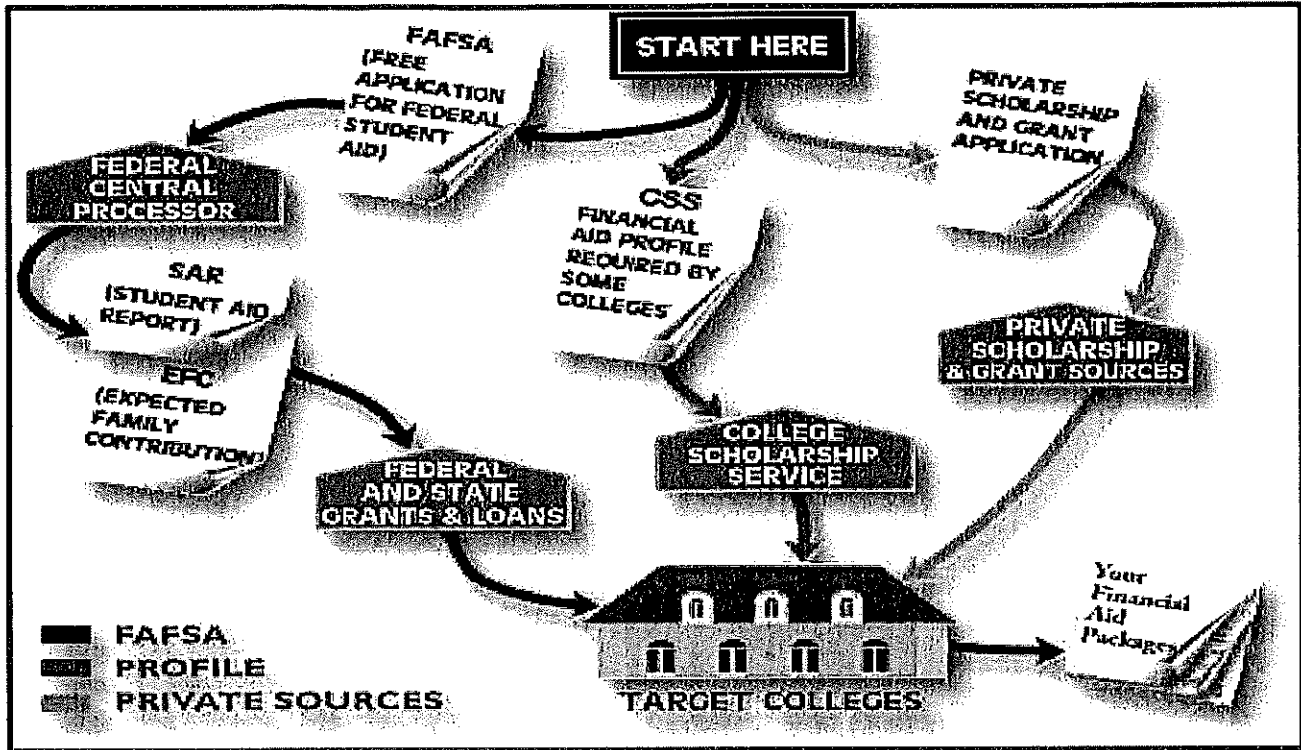 START HERE
FAFSA
(FREE
APPLICATION
FOR FEDERAL
STUDENT
AID)
PRIVATE
SCHOLARSHIP
AND GRANT
APPLICATION
FEDERAL
CENTRAL
PROCESSOR
CSS
FINANCIAL
AID PROFILE
REQUIRED BY
SOME
COLLEGES
SAR
(STUDENT AID
REPORT)
EFC
(EXPECTED
FAMILY
CONTRIBUTION)
PRIVATE
SCHOLARSHIP
& GRANT SOURCES
COLLEGE
SCHOLARSHIP
SERVICE
FEDERAL
AND STATE
GRANTS & LOANS
Your
Financial
Aid
Packages
FAFSA
PROFILE
PRIVATE SOURCES
TARGET COLLEGES